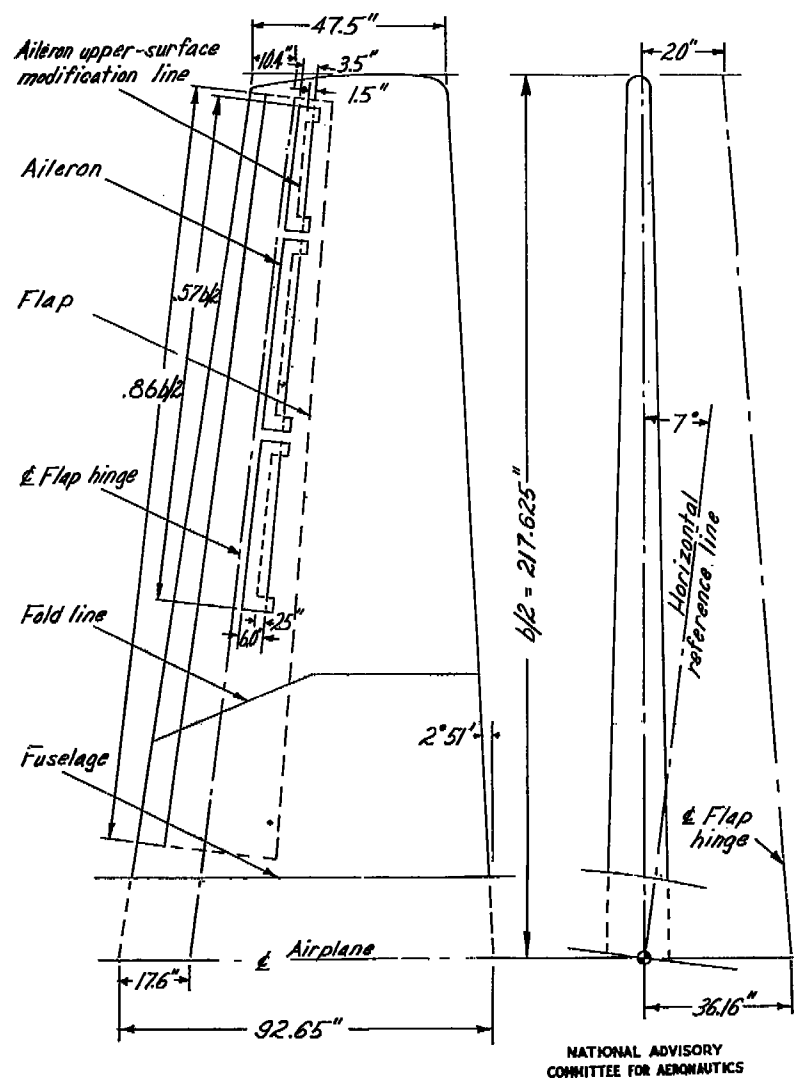 47.5"
Aileron upper-surface
modification line
10.4"
3.5"
1.5"
20"
Aileron
Flap
.57b/2
.86b/2
7°
℄ Flap hinge
b/2 = 217.625"
Horizontal
reference line
Fold line
6.0"
.25"
2°51'
Fuselage
℄ Flap
hinge
℄ Airplane
17.6"
36.16"
92.65"
NATIONAL ADVISORY
COMMITTEE FOR AERONAUTICS